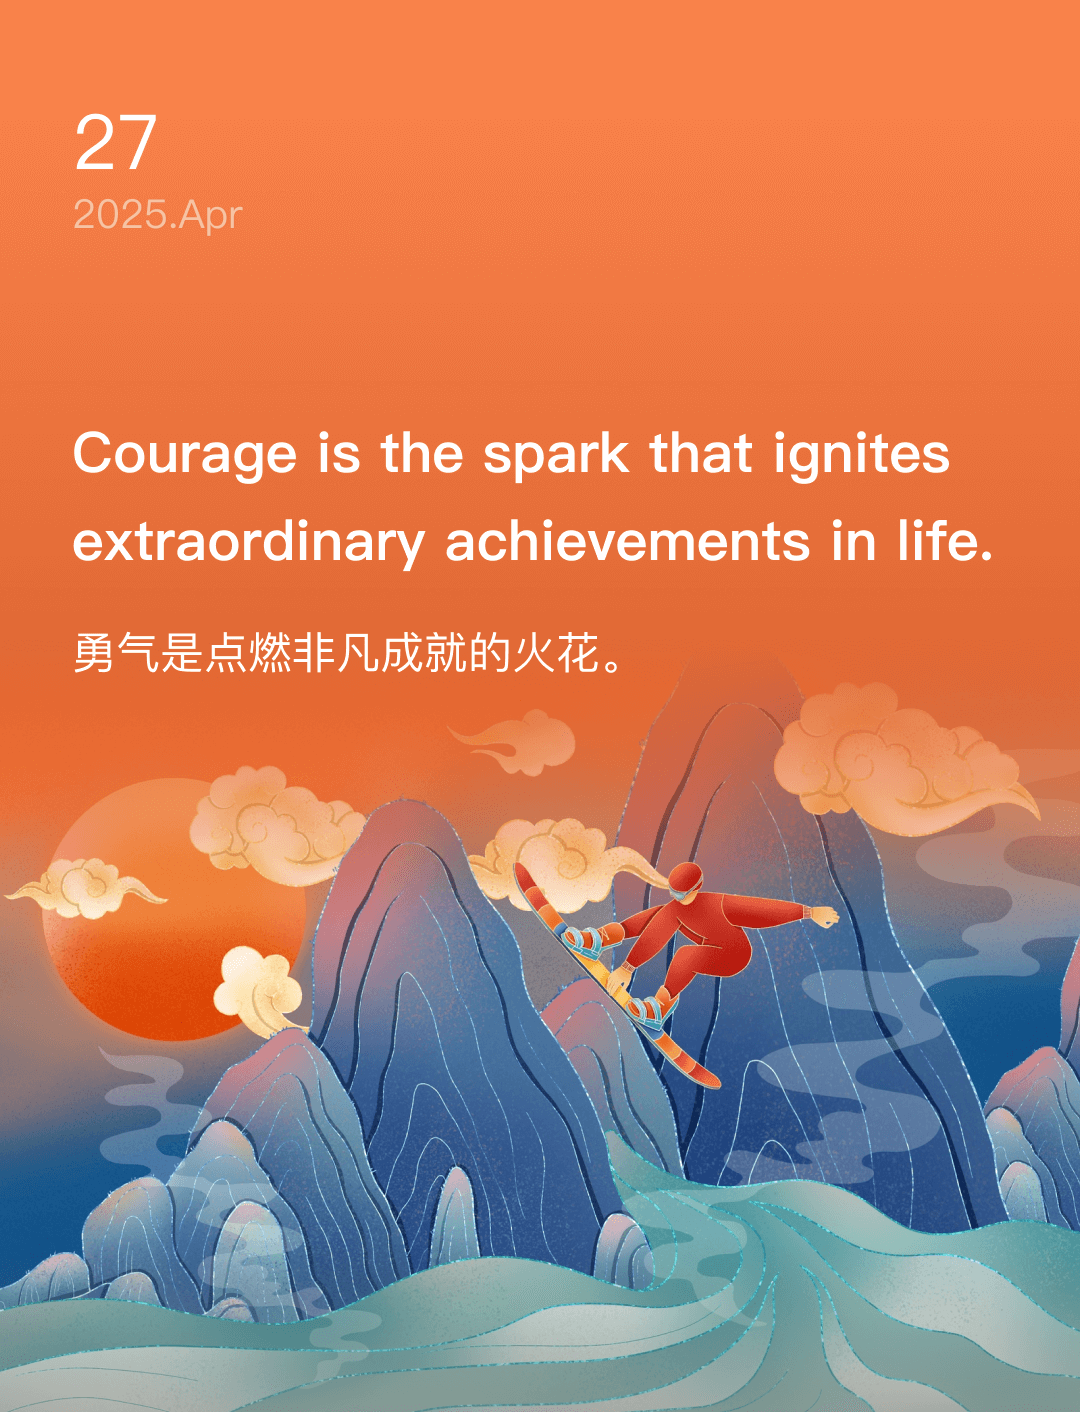 27
2025.Apr
Courage is the spark that ignites
extraordinary achievements in life.
勇气是点燃非凡成就的火花。